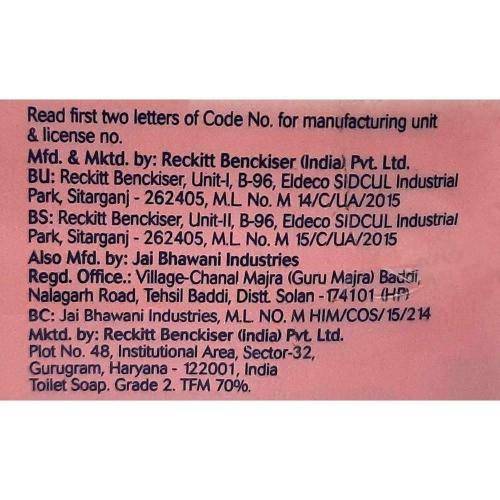 Read first two letters of Code No. for manufacturing unit
& license no.
Mfd. & Mktd. by: Reckitt Benckiser (India) Pvt. Ltd.
BU: Reckitt Benckiser, Unit-I, B-96, Eldeco SIDCUL Industrial
Park, Sitarganj - 262405, M.L No. M 14/C/UA/2015
BS: Reckitt Benckiser, Unit-II, B-96, Eldeco SIDCUL Industrial
Park, Sitarganj - 262405, M.L No. M 15/C/UA/2015
Also Mfd. by: Jai Bhawani Industries
Regd. Office.: Village-Chanal Majra (Guru Majra) Baddi,
Nalagarh Road, Tehsil Baddi, Distt. Solan -174101 (HP)
BC: Jai Bhawani Industries, M.L. NO. M HIM/COS/15/214
Mktd. by: Reckitt Benckiser (India) Pvt. Ltd.
Plot No. 48, Institutional Area, Sector-32,
Gurugram, Haryana - 122001, India
Toilet Soap. Grade 2. TFM 70%.